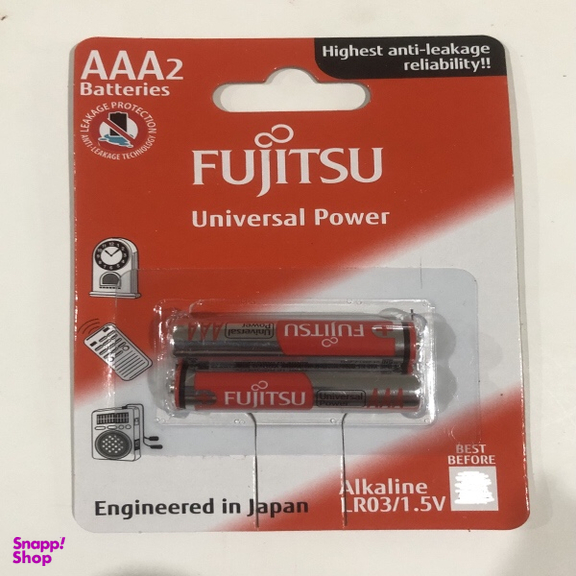 AAA2
Batteries
Highest anti-leakage
reliability!!
ANTI-LEAKAGE TECHNOLOGY
LEAKAGE PROTECTION
FUJITSU
Universal Power
FUJITSU
Universal
Power
AAA
FUJITSU
Universal
Power
AAA
BEST
BEFORE
Alkaline
LR03/1.5V
Engineered in Japan
Snapp!
Shop